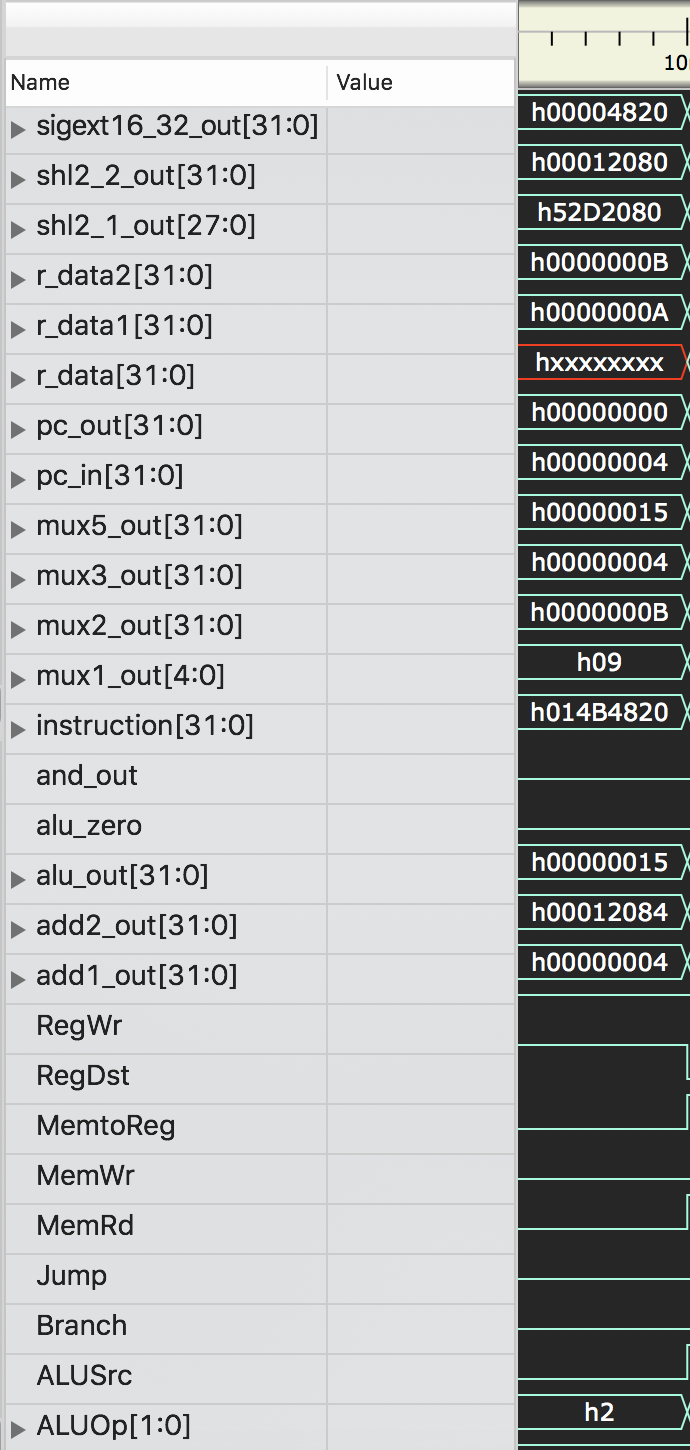 10
Name Value
sigext16_32_out[31:0] h00004820
shl2_2_out[31:0] h00012080
shl2_1_out[27:0] h52D2080
r_data2[31:0] h0000000B
r_data1[31:0] h0000000A
r_data[31:0] hxxxxxxxx
pc_out[31:0] h00000000
pc_in[31:0] h00000004
mux5_out[31:0] h00000015
mux3_out[31:0] h00000004
mux2_out[31:0] h0000000B
mux1_out[4:0] h09
instruction[31:0] h014B4820
and_out
alu_zero
alu_out[31:0] h00000015
add2_out[31:0] h00012084
add1_out[31:0] h00000004
RegWr
RegDst
MemtoReg
MemWr
MemRd
Jump
Branch
ALUSrc
ALUOp[1:0] h2